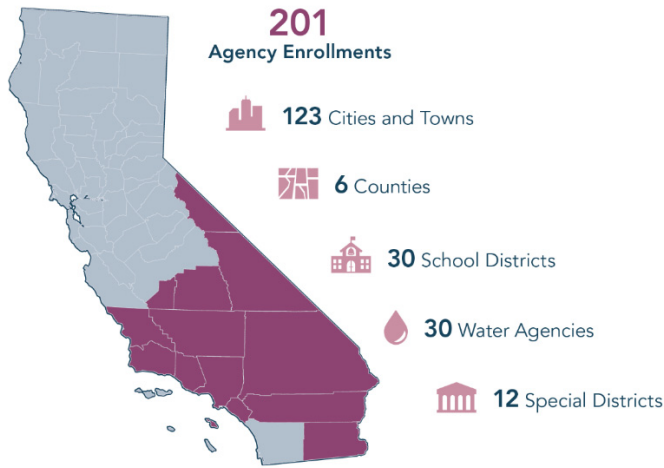 201
Agency Enrollments
123 Cities and Towns
6 Counties
30 School Districts
30 Water Agencies
12 Special Districts